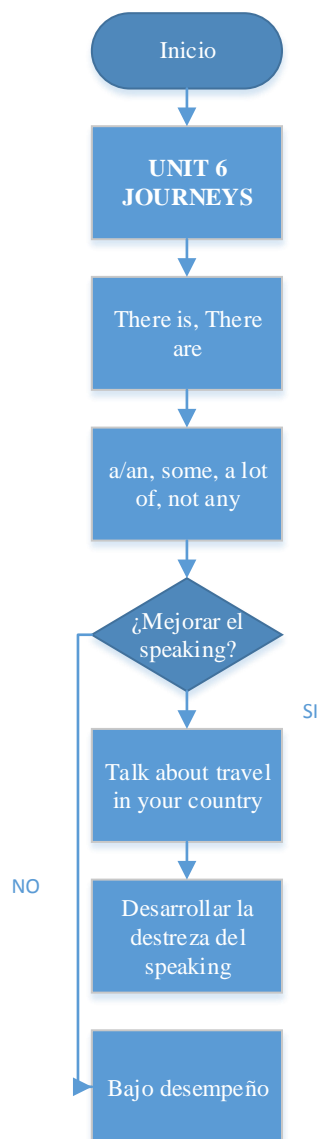 Inicio
UNIT 6
JOURNEYS
There is, There
are
a/an, some, a lot
of, not any
¿Mejorar el
speaking?
SI
Talk about travel
in your country
NO
Desarrollar la
destreza del
speaking
Bajo desempeño